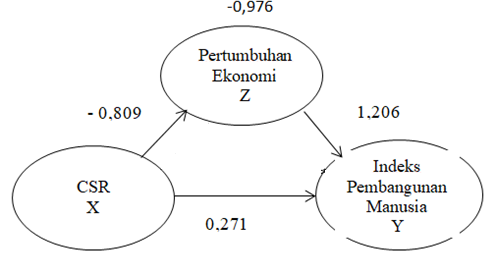 -0,976
Pertumbuhan
Ekonomi
Z
- 0,809
1,206
CSR
X
Indeks
Pembangunan
Manusia
Y
0,271